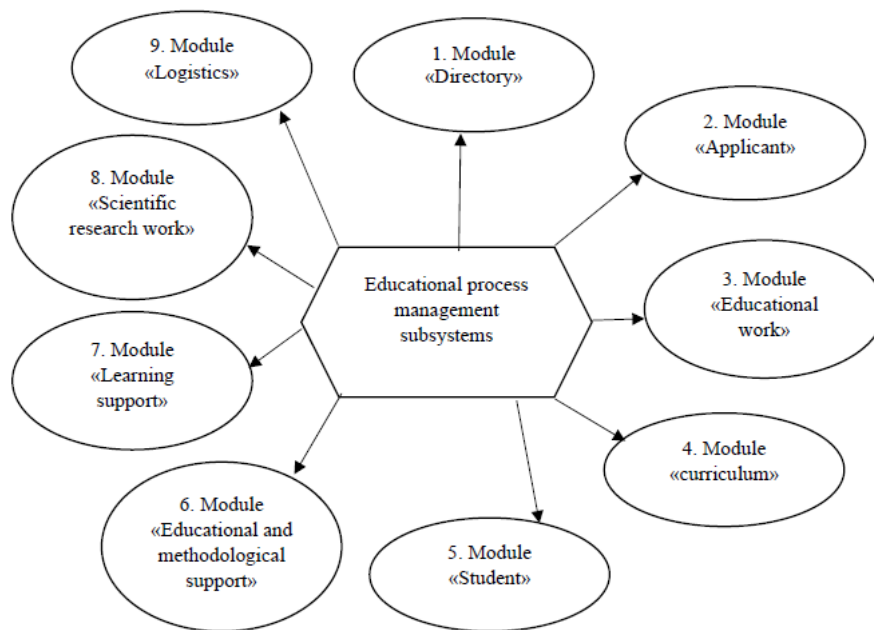 9. Module
«Logistics»
1. Module
«Directory»
2. Module
«Applicant»
8. Module
«Scientific
research work»
Educational process
management
subsystems
3. Module
«Educational
work»
7. Module
«Learning
support»
4. Module
«curriculum»
6. Module
«Educational and
methodological
support»
5. Module
«Student»